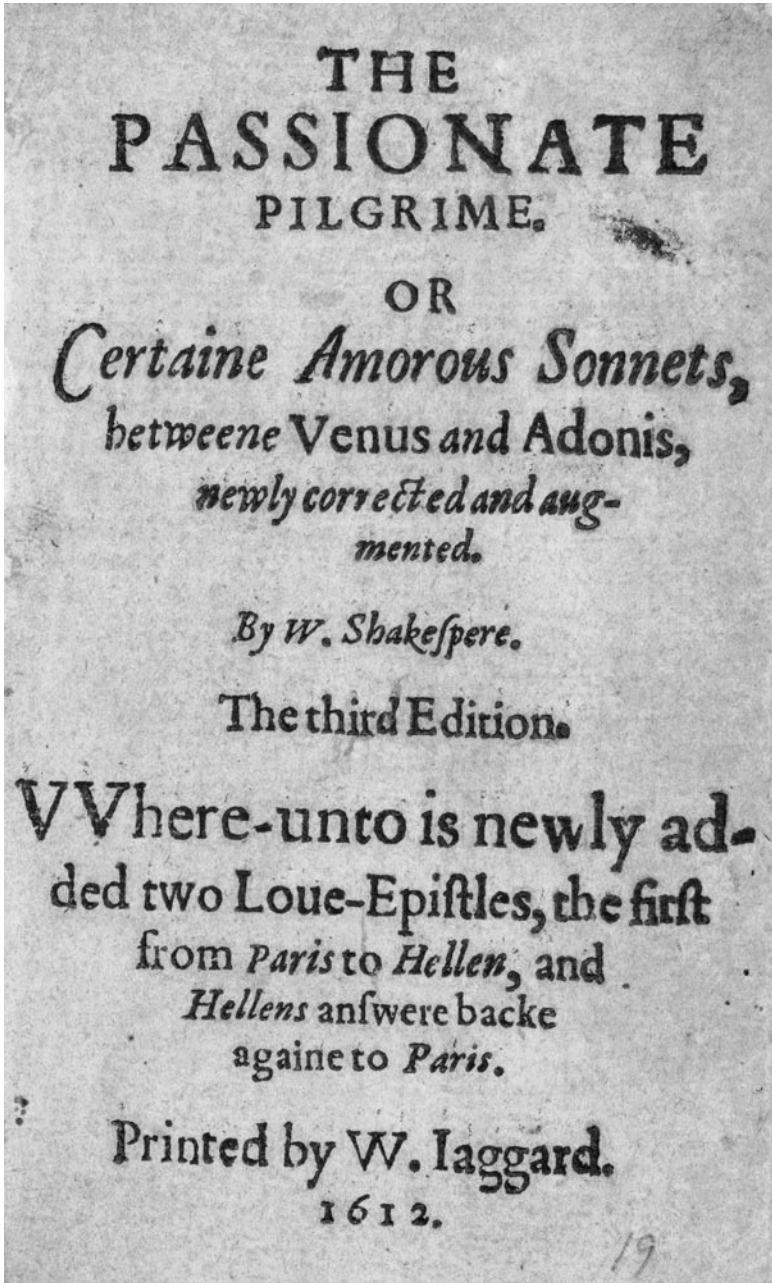 THE
PASSIONATE
PILGRIME.
OR
Certaine Amorous Sonnets,
betweene Venus and Adonis,
newly corrected and aug-
mented.
By W. Shakeſpere.
The third Edition.
VVhere-unto is newly ad-
ded two Loue-Epiſtles, the firſt
from Paris to Hellen, and
Hellens anſwere backe
againe to Paris.
Printed by W. Iaggard.
1612.
19